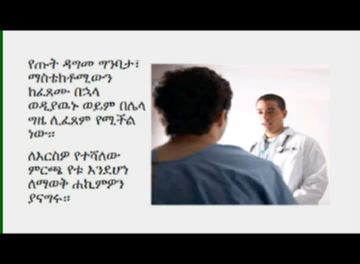 የጡት ዳግመ ግንባታ፣
ማስቴክቶሚውን
ከፈጸሙ በኋላ
ወዲያዉኑ ወይም በሌላ
ግዜ ሊፈጸም የሚችል
ነው።
ለእርስዎ የተሻለው
ምርጫ የቱ እንደሆነ
ለማወቅ ሐኪምዎን
ያናግሩ።